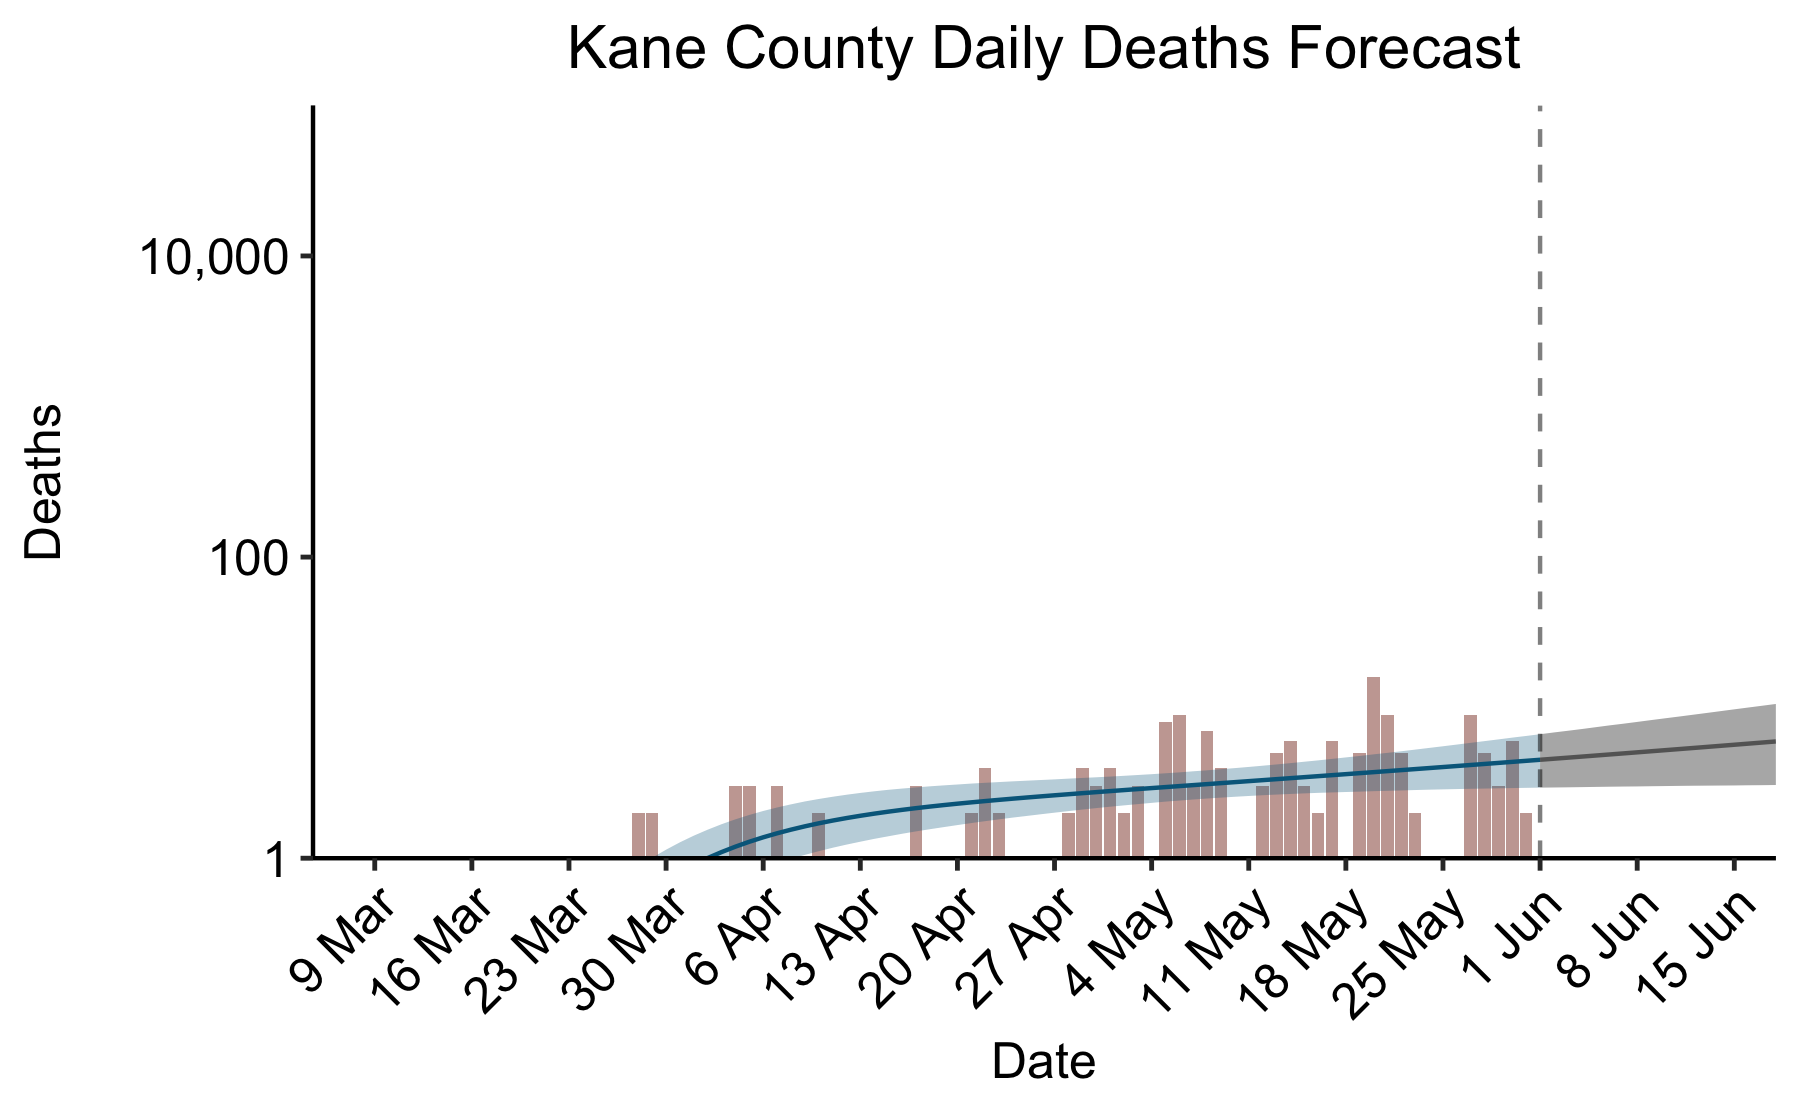 Kane County Daily Deaths Forecast
Deaths
10,000
100
1
9 Mar
16 Mar
23 Mar
30 Mar
6 Apr
13 Apr
20 Apr
27 Apr
4 May
11 May
18 May
25 May
1 Jun
8 Jun
15 Jun
Date